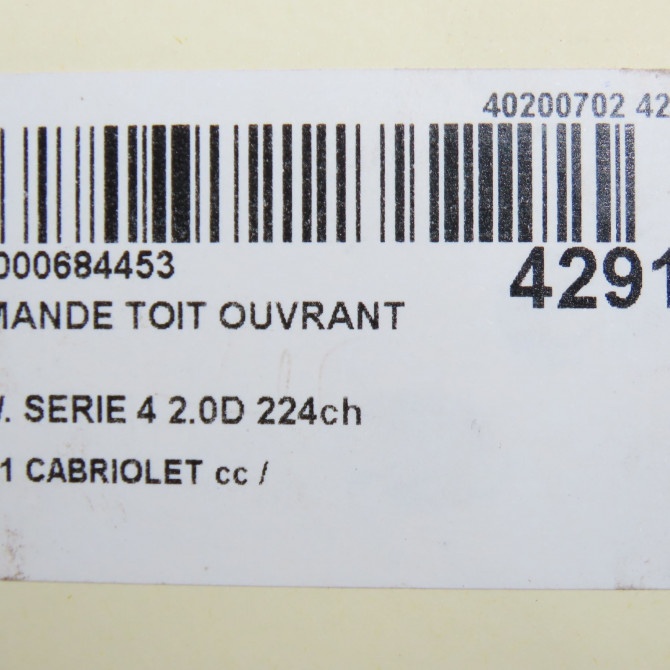 40200702 42
000684453
4291
MANDE TOIT OUVRANT
. SERIE 4 2.0D 224ch
1 CABRIOLET cc /